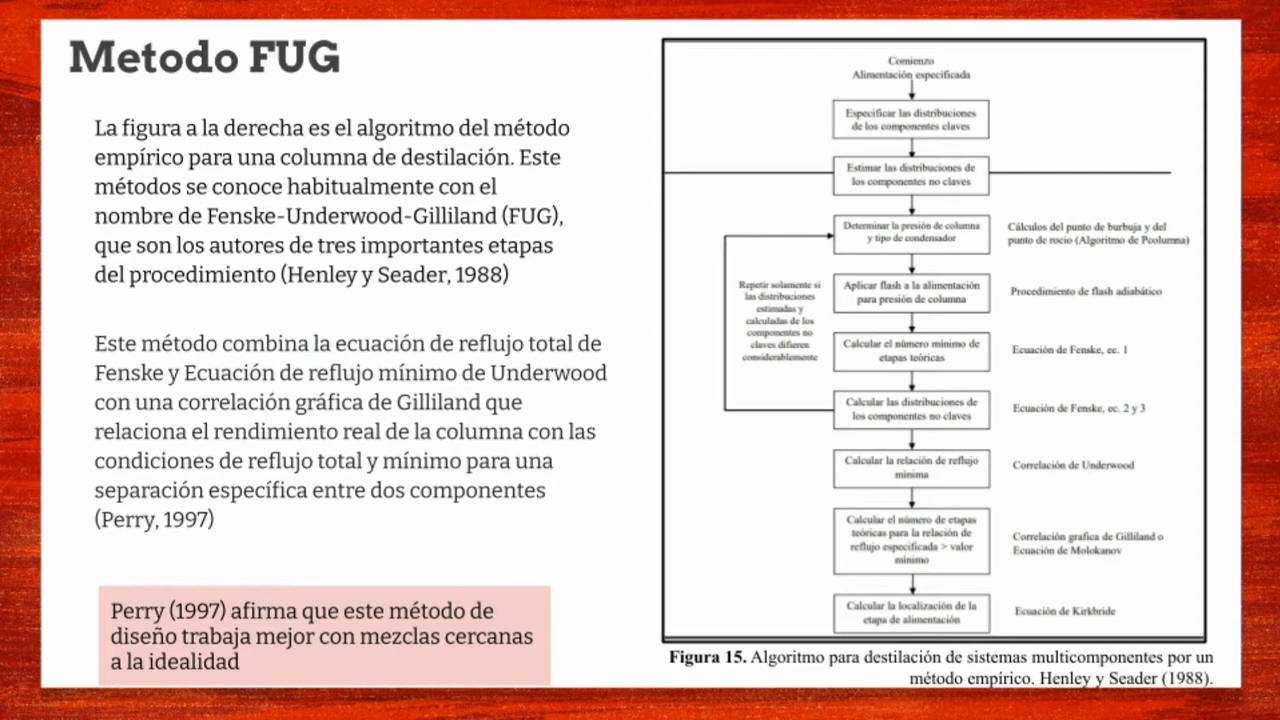 Metodo FUG
La figura a la derecha es el algoritmo del método
empírico para una columna de destilación. Este
métodos se conoce habitualmente con el
nombre de Fenske-Underwood-Gilliland (FUG),
que son los autores de tres importantes etapas
del procedimiento (Henley y Seader, 1988)
Este método combina la ecuación de reflujo total de
Fenske y Ecuación de reflujo mínimo de Underwood
con una correlación gráfica de Gilliland que
relaciona el rendimiento real de la columna con las
condiciones de reflujo total y mínimo para una
separación específica entre dos componentes
(Perry, 1997)
Perry (1997) afirma que este método de
diseño trabaja mejor con mezclas cercanas
a la idealidad
Comienzo
Alimentación especificada
Especificar las distribuciones
de los componentes claves
Estimar las distribuciones de
los componentes no claves
Determinar la presión de columna
y tipo de condensador
Cálculos del punto de burbuja y del
punto de rocio (Algoritmo de Pcolumna)
Repetir solamente si
las distribuciones
estimadas y
calculadas de los
componentes no
claves difieren
considerablemente
Aplicar flash a la alimentación
para presión de columna
Procedimiento de flash adiabático
Calcular el número mínimo de
etapas teóricas
Ecuación de Fenske, ec. 1
Calcular las distribuciones de
los componentes no claves
Ecuación de Fenske, ec. 2 y 3
Calcular la relación de reflujo
mínima
Correlación de Underwood
Calcular el número de etapas
teóricas para la relación de
reflujo especificada > valor
mínimo
Correlación grafica de Gilliland o
Ecuación de Molokanov
Calcular la localización de la
etapa de alimentación
Ecuación de Kirkbride
Figura 15. Algoritmo para destilación de sistemas multicomponentes por un
método empírico. Henley y Seader (1988).